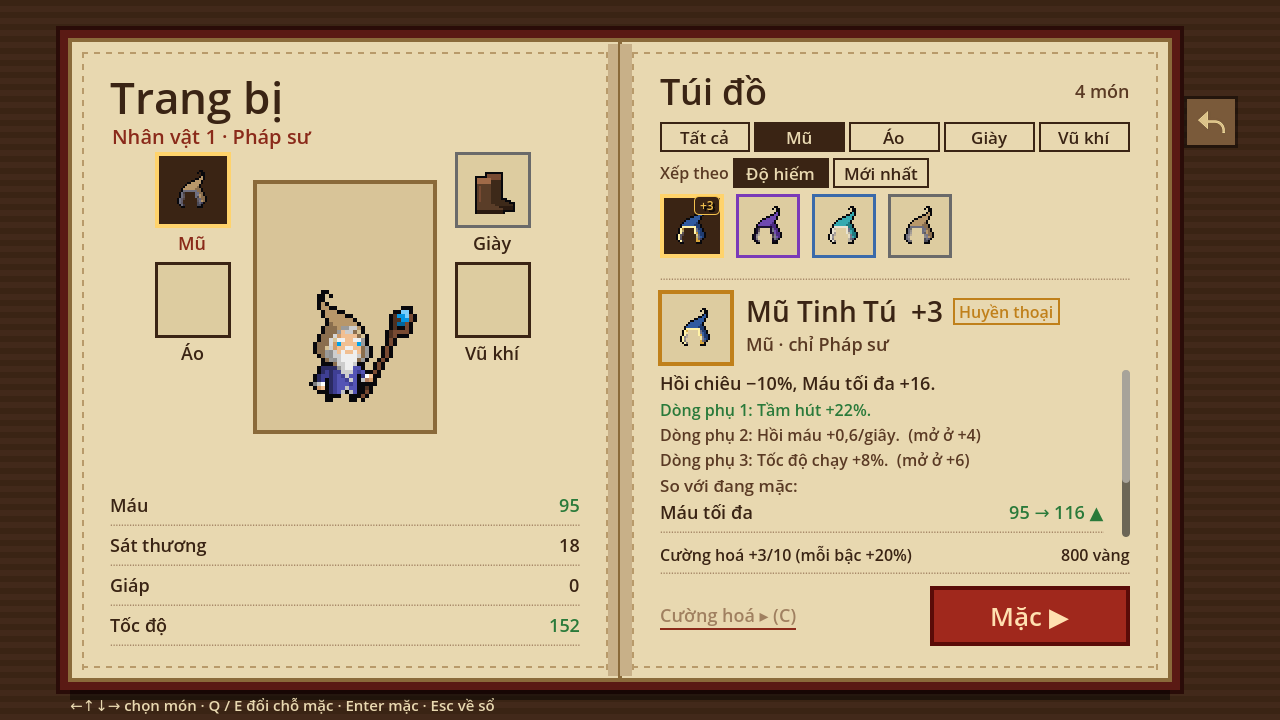 Trang bị
Nhân vật 1 · Pháp sư
Mũ
Giày
Áo
Vũ khí
Máu 95
Sát thương 18
Giáp 0
Tốc độ 152
Túi đồ
4 món
Tất cả Mũ Áo Giày Vũ khí
Xếp theo Độ hiếm Mới nhất
+3
Mũ Tinh Tú +3 Huyền thoại
Mũ · chỉ Pháp sư
Hồi chiêu −10%, Máu tối đa +16.
Dòng phụ 1: Tầm hút +22%.
Dòng phụ 2: Hồi máu +0,6/giây. (mở ở +4)
Dòng phụ 3: Tốc độ chạy +8%. (mở ở +6)
So với đang mặc:
Máu tối đa 95 → 116 ▲
Cường hoá +3/10 (mỗi bậc +20%) 800 vàng
Cường hoá ▸ (C)
Mặc ▶
←↑↓→ chọn món · Q / E đổi chỗ mặc · Enter mặc · Esc về sổ